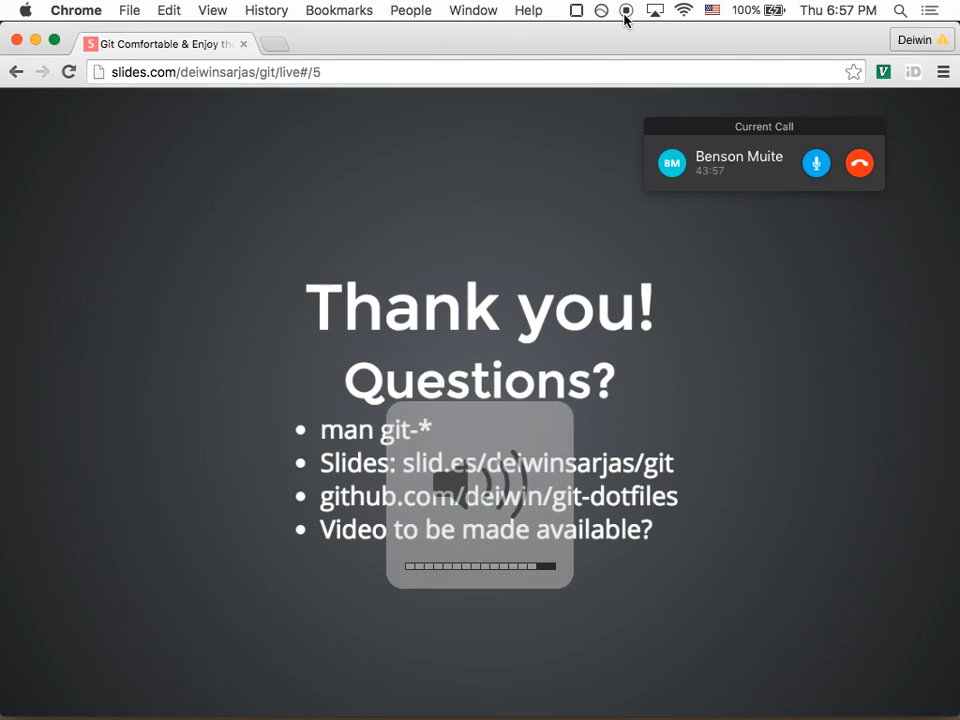 Chrome File Edit View History Bookmarks People Window Help 100% Thu 6:57 PM
S Git Comfortable & Enjoy the
Deiwin
slides.com/deiwinsarjas/git/live#/5
V iD
Current Call
BM Benson Muite
43:57
Thank you!
Questions?
• man git-*
• Slides: slid.es/deiwinsarjas/git
• github.com/deiwin/git-dotfiles
• Video to be made available?